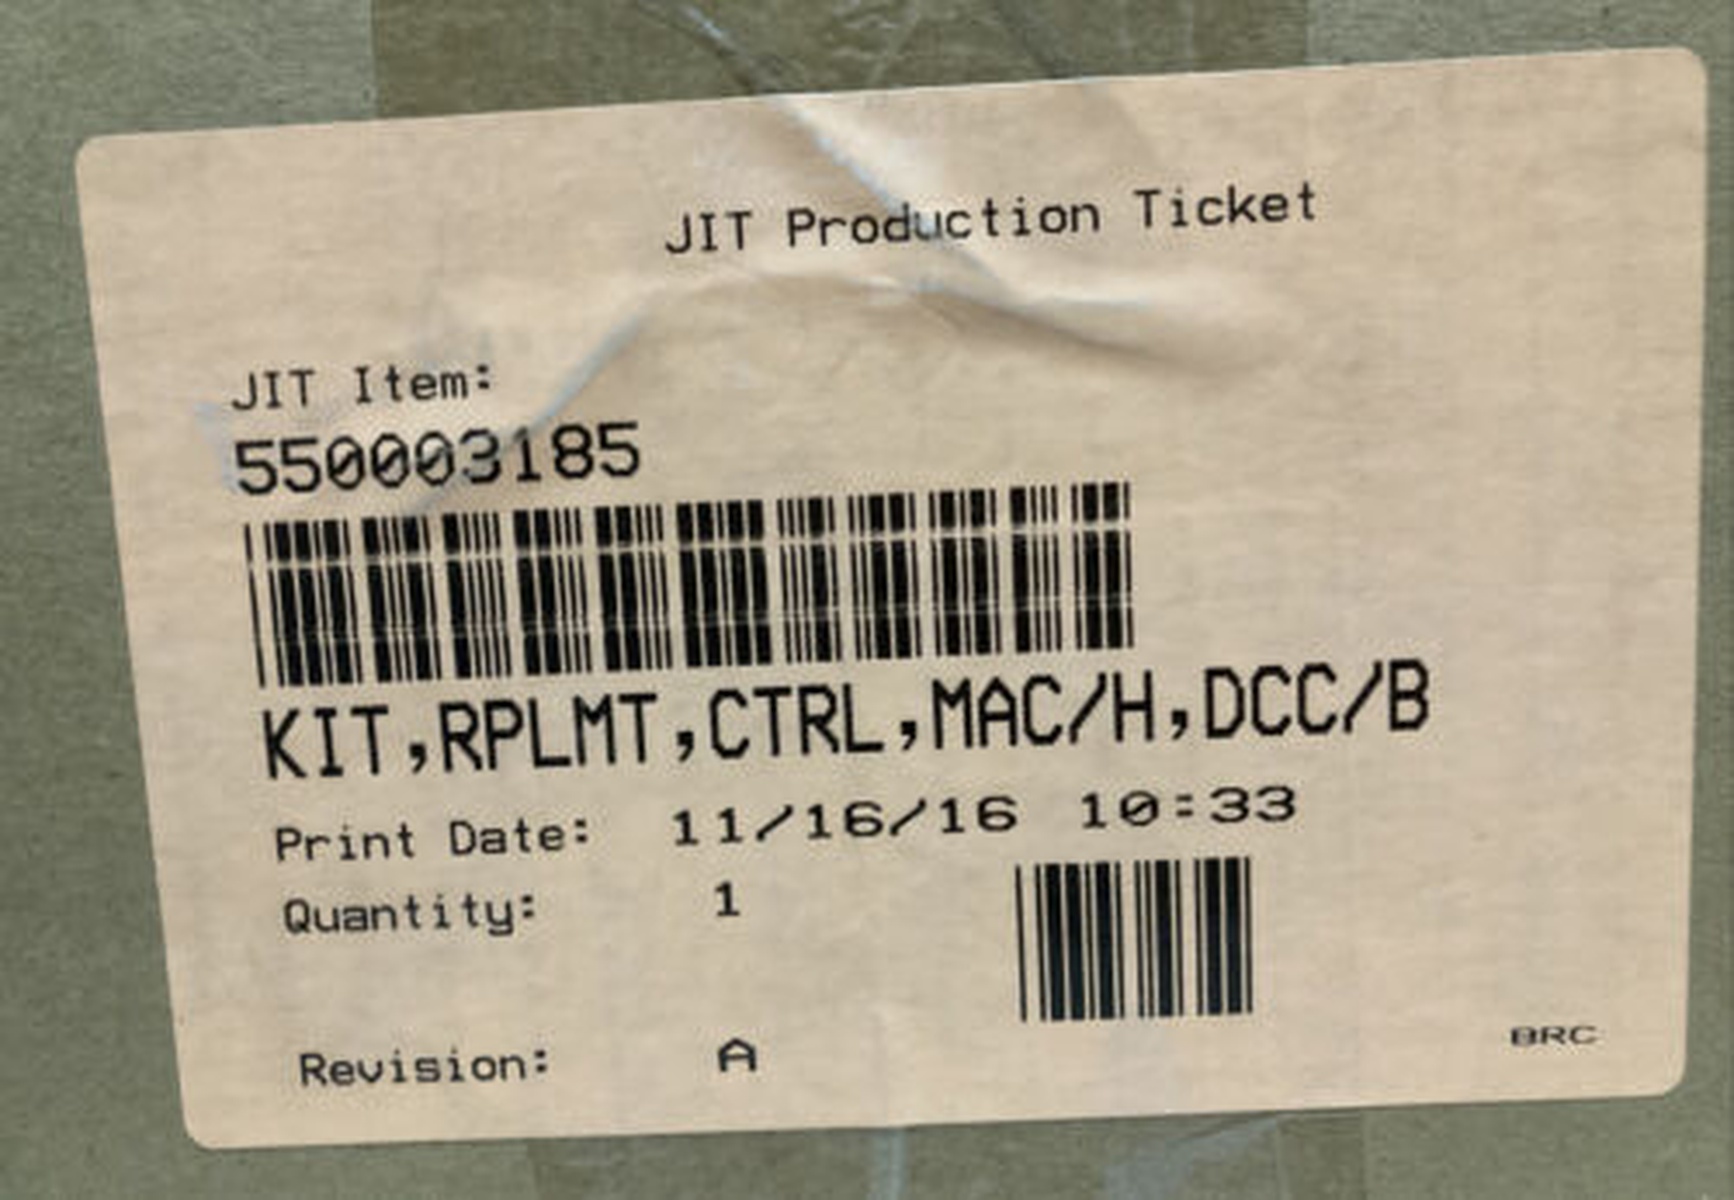 JIT Production Ticket
JIT Item:
550003185
KIT,RPLMT,CTRL,MAC/H,DCC/B
Print Date: 11/16/16 10:33
Quantity: 1
Revision: A
BRC